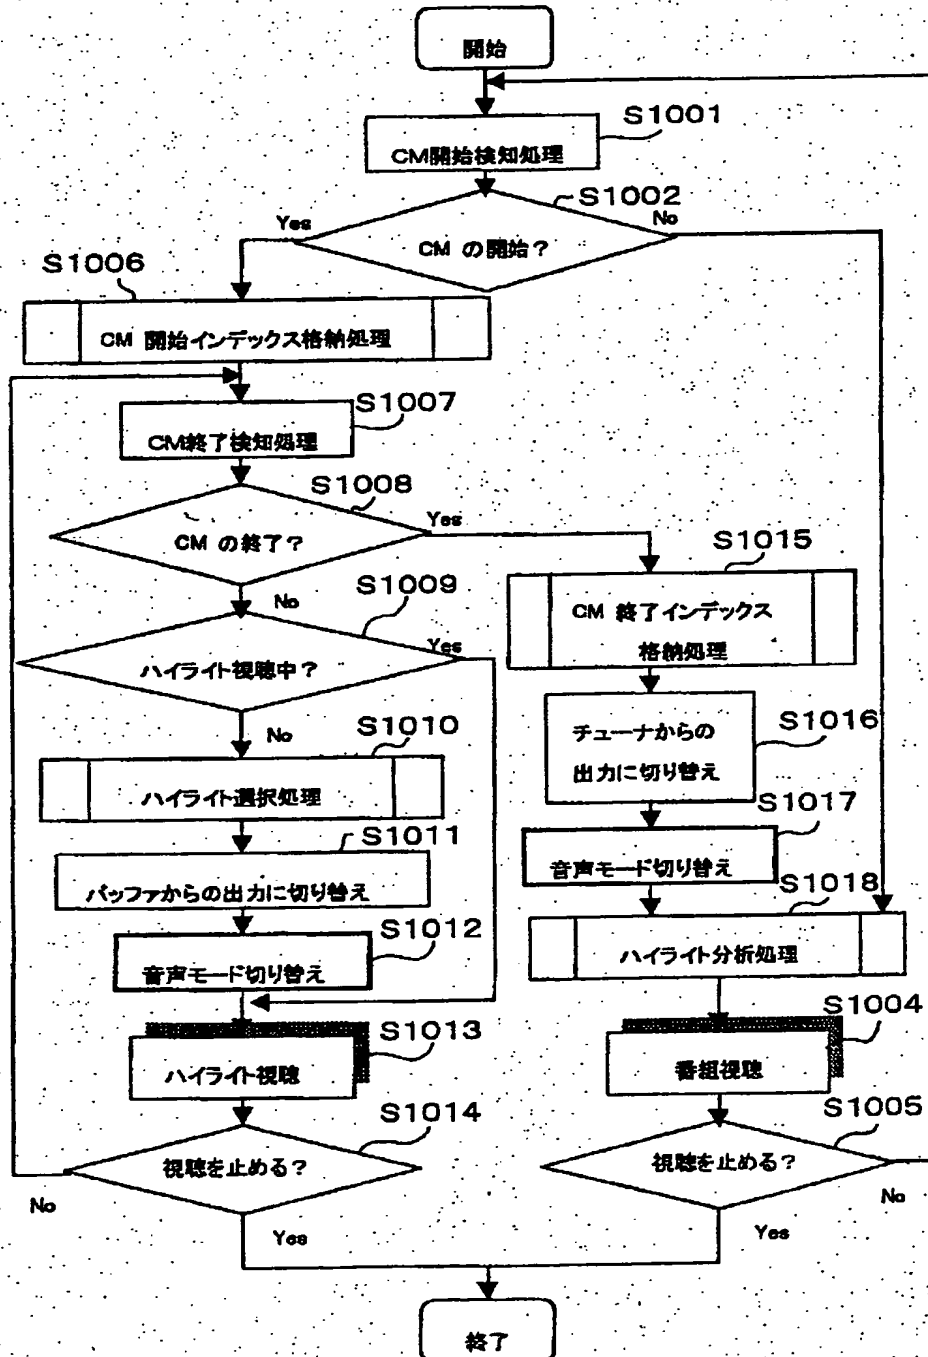 開始
S1001
CM開始検知処理
S1002
Yes
No
CM の開始?
S1006
CM 開始インデックス格納処理
S1007
CM終了検知処理
S1008
Yes
CM の終了?
S1015
No
S1009
CM 終了インデックス
格納処理
Yes
ハイライト視聴中?
No
S1010
S1016
チューナからの
出力に切り替え
ハイライト選択処理
S1011
S1017
バッファからの出力に切り替え
音声モード切り替え
S1018
S1012
音声モード切り替え
ハイライト分析処理
S1013
S1004
ハイライト視聴
番組視聴
S1014
S1005
視聴を止める?
視聴を止める?
No
No
Yes
Yes
終了